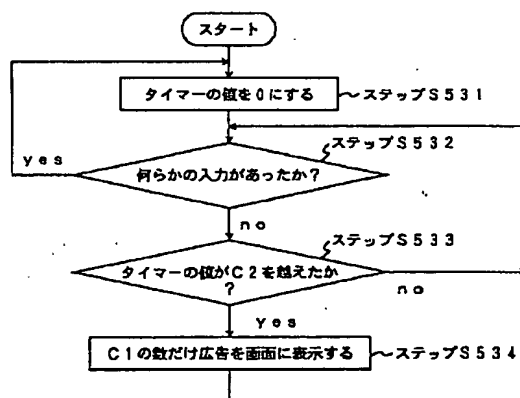 スタート
タイマーの値を0にする
ステップS531
ステップS532
yes
何らかの入力があったか?
no
ステップS533
タイマーの値がC2を越えたか
?
no
yes
C1の数だけ広告を画面に表示する
ステップS534